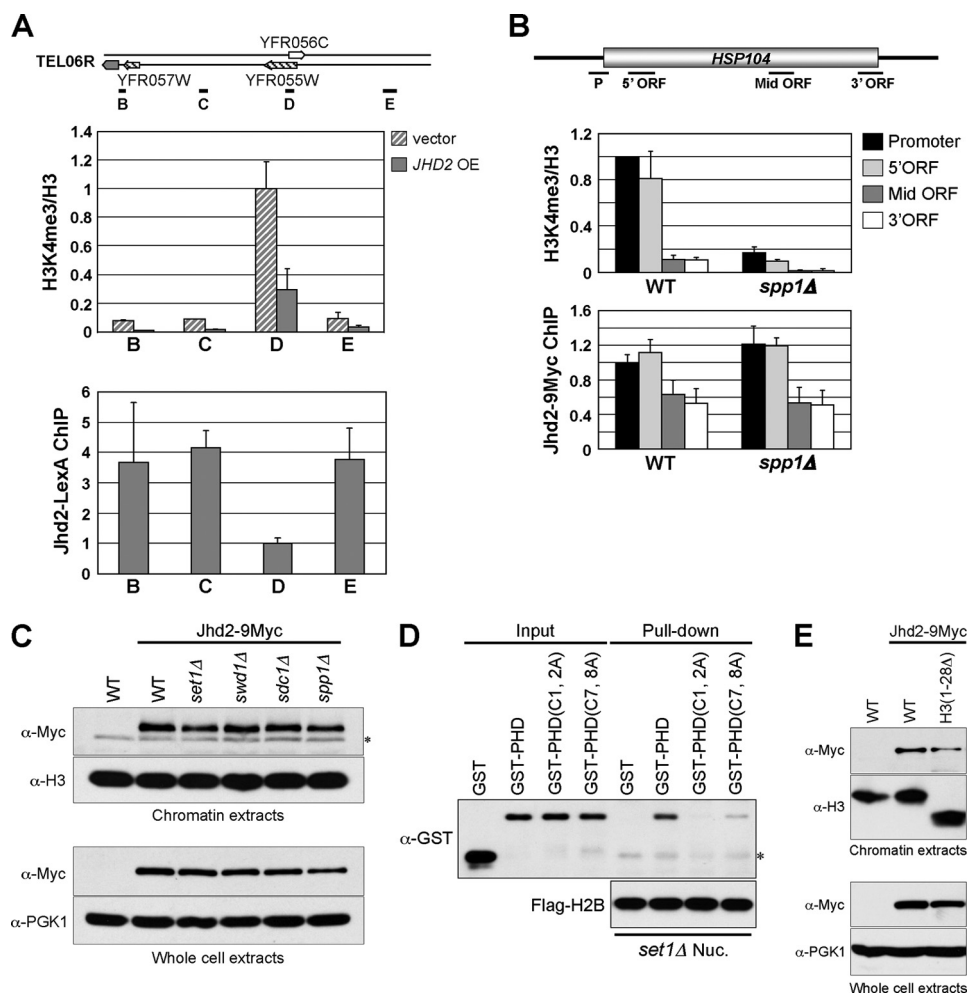 A
YFR056C
TEL06R
YFR057W
YFR055W
B
C
D
E
vector
JHD2 OE
H3K4me3/H3
1.4
1.2
1
0.8
0.6
0.4
0.2
0
B C D E
Jhd2-LexA ChIP
6
5
4
3
2
1
0
B C D E
B
HSP104
P
5'ORF
Mid ORF
3'ORF
H3K4me3/H3
1.2
0.8
0.4
0
WT
spp1Δ
Promoter
5'ORF
Mid ORF
3'ORF
Jhd2-9Myc ChIP
1.6
1.2
0.8
0.4
0
WT
spp1Δ
C
Jhd2-9Myc
WT
WT
set1Δ
swd1Δ
sdc1Δ
spp1Δ
α-Myc
*
α-H3
Chromatin extracts
α-Myc
α-PGK1
Whole cell extracts
D
Input
Pull-down
GST
GST-PHD
GST-PHD(C1, 2A)
GST-PHD(C7, 8A)
GST
GST-PHD
GST-PHD(C1, 2A)
GST-PHD(C7, 8A)
α-GST
*
Flag-H2B
set1Δ Nuc.
E
Jhd2-9Myc
WT
WT
H3(1-28Δ)
α-Myc
α-H3
Chromatin extracts
α-Myc
α-PGK1
Whole cell extracts